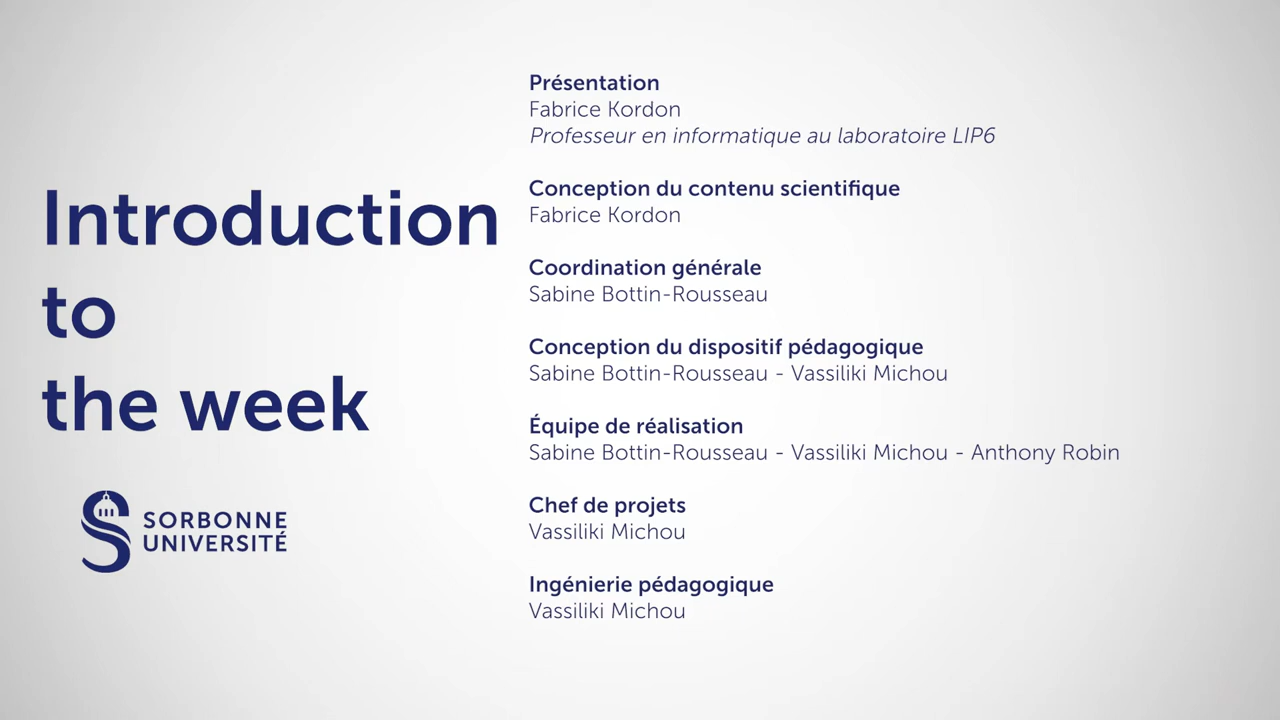 Introduction
to
the week
SORBONNE
UNIVERSITÉ
Présentation
Fabrice Kordon
Professeur en informatique au laboratoire LIP6
Conception du contenu scientifique
Fabrice Kordon
Coordination générale
Sabine Bottin-Rousseau
Conception du dispositif pédagogique
Sabine Bottin-Rousseau - Vassiliki Michou
Équipe de réalisation
Sabine Bottin-Rousseau - Vassiliki Michou - Anthony Robin
Chef de projets
Vassiliki Michou
Ingénierie pédagogique
Vassiliki Michou